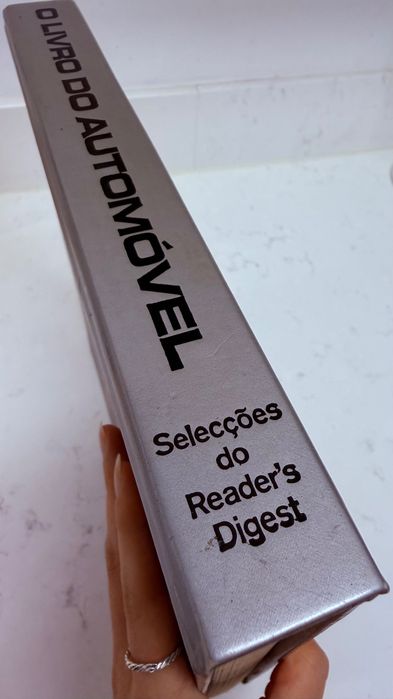 O LIVRO DO AUTOMÓVEL
Selecções
do
Reader's
Digest